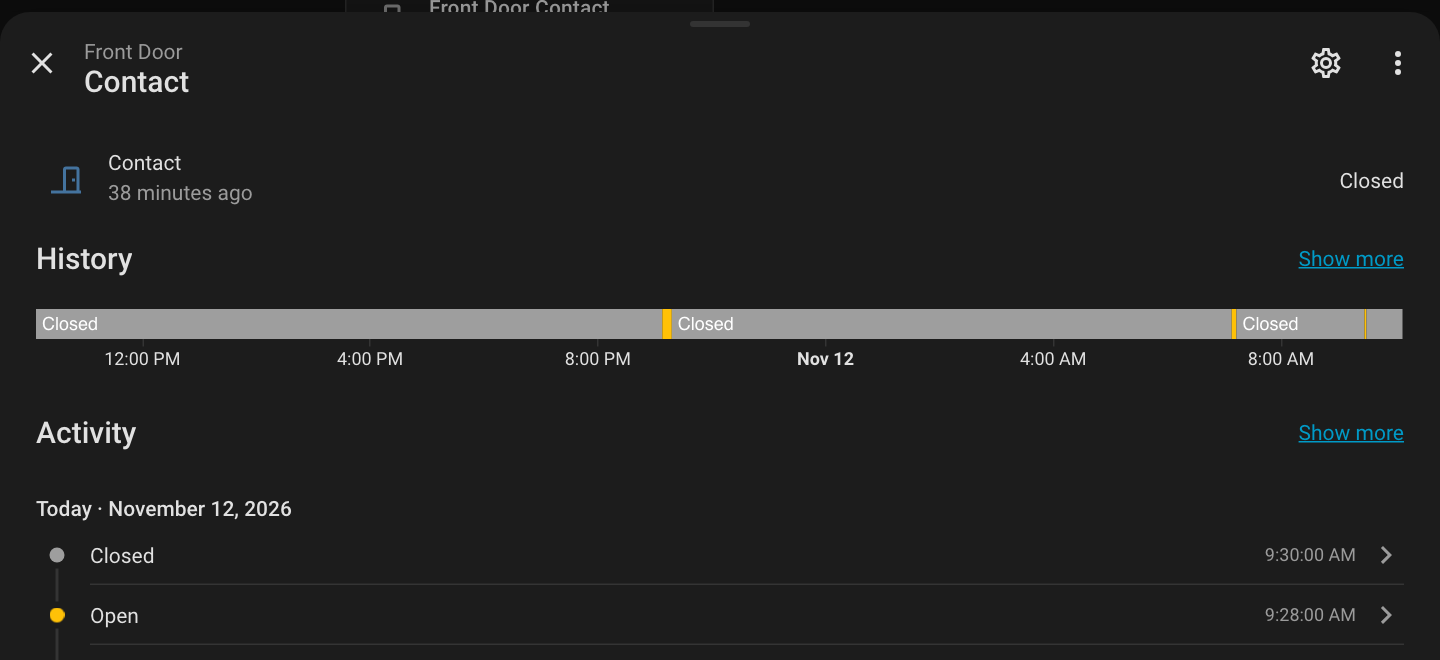 Front Door Contact
Front Door
Contact
Contact
38 minutes ago
Closed
History
Show more
Closed
Closed
Closed
12:00 PM
4:00 PM
8:00 PM
Nov 12
4:00 AM
8:00 AM
Activity
Show more
Today · November 12, 2026
Closed
9:30:00 AM
Open
9:28:00 AM